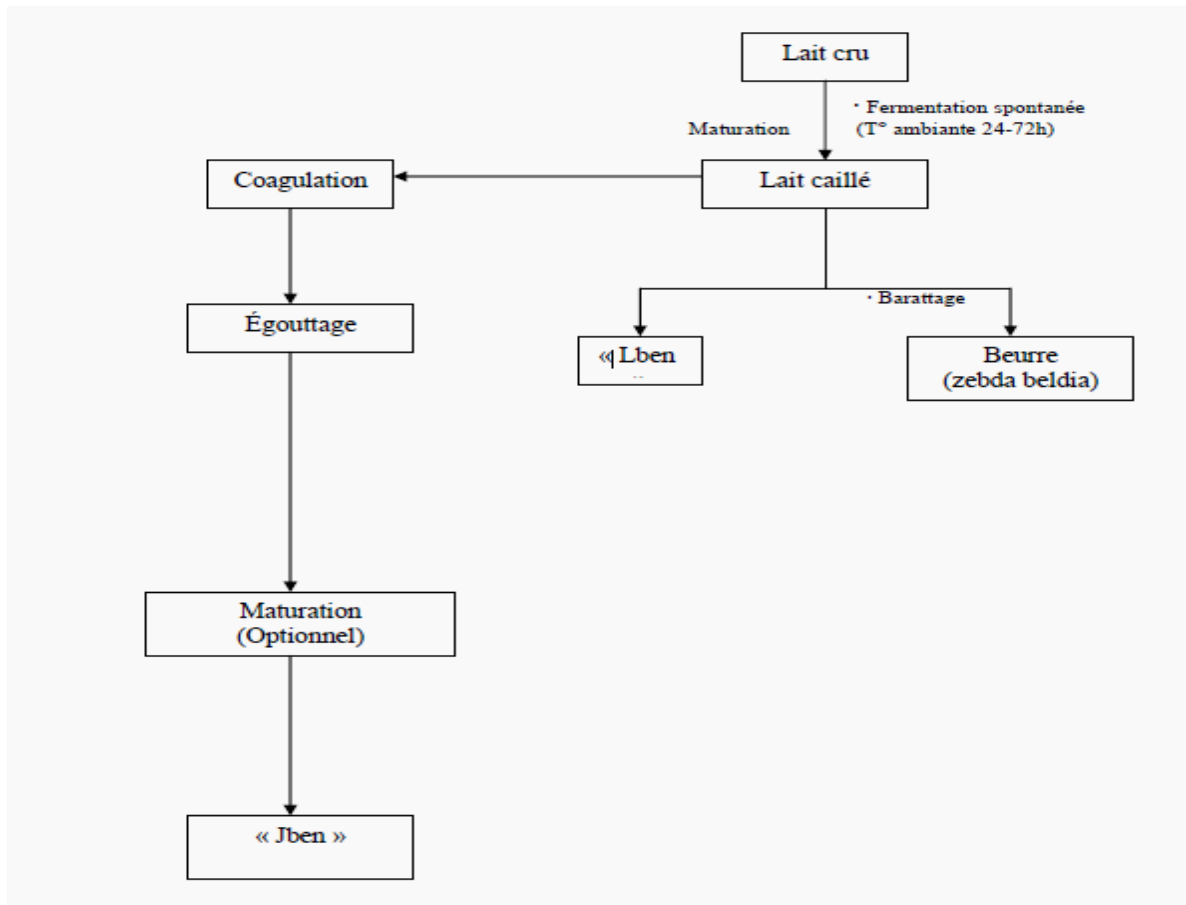 Lait cru
· Fermentation spontanée
Maturation
(T° ambiante 24-72h)
Coagulation
Lait caillé
Égouttage
· Barattage
« Lben
»
Beurre
(zebda beldia)
Maturation
(Optionnel)
« Jben »